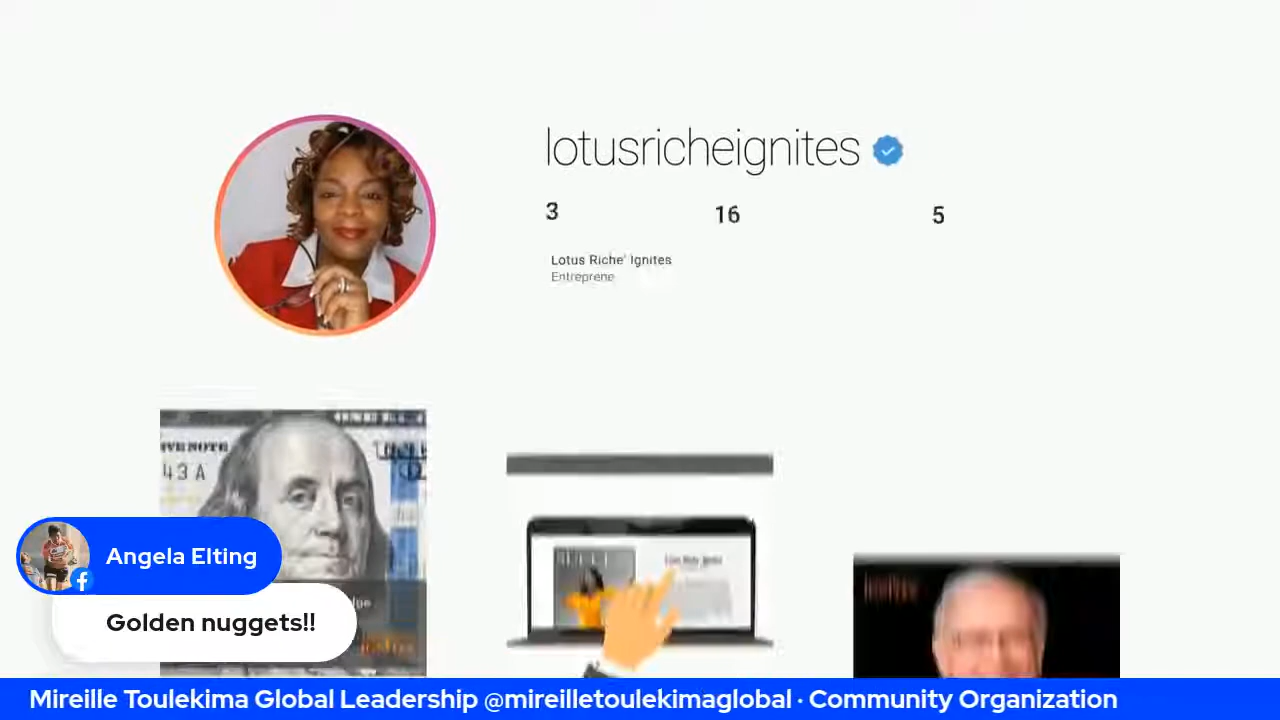 lotusricheignites
3 16 5
Lotus Riche' Ignites
Entreprene
43 A
Angela Elting
Golden nuggets!!
Mireille Toulekima Global Leadership @mireilletoulekimaglobal · Community Organization